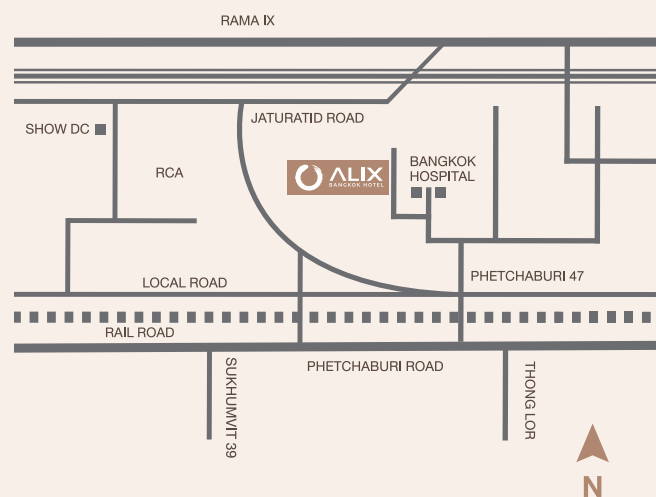 RAMA IX
JATURATID ROAD
SHOW DC
RCA
ALIX
BANGKOK HOTEL
BANGKOK
HOSPITAL
LOCAL ROAD
PHETCHABURI 47
RAIL ROAD
PHETCHABURI ROAD
SUKHUMVIT 39
THONG LOR
N